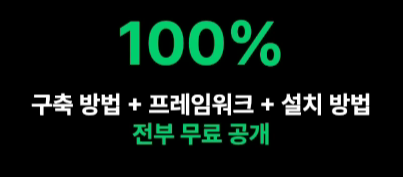 100%
구축 방법 + 프레임워크 + 설치 방법
전부 무료 공개